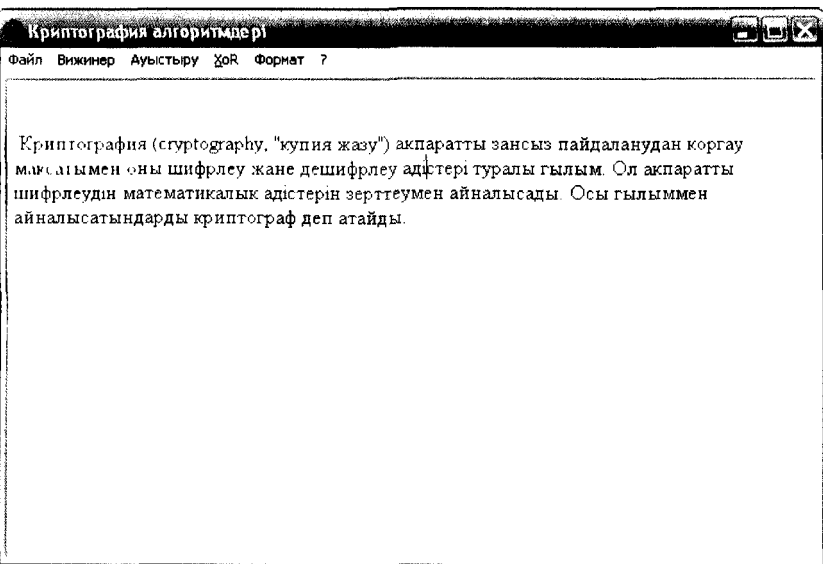 Криптография алгоритмдері
Файл Вижинер Ауыстыру XoR Формат ?
Криптография (cryptography, "купия жазу") акпаратты зансыз пайдаланудан коргау
максатымен оны шифрлеу жане дешифрлеу адістері туралы гылым. Ол акпаратты
шифрлеудін математикалык адістерін зерттеумен айналысады. Осы гылыммен
айналысатындарды криптограф деп атайды.